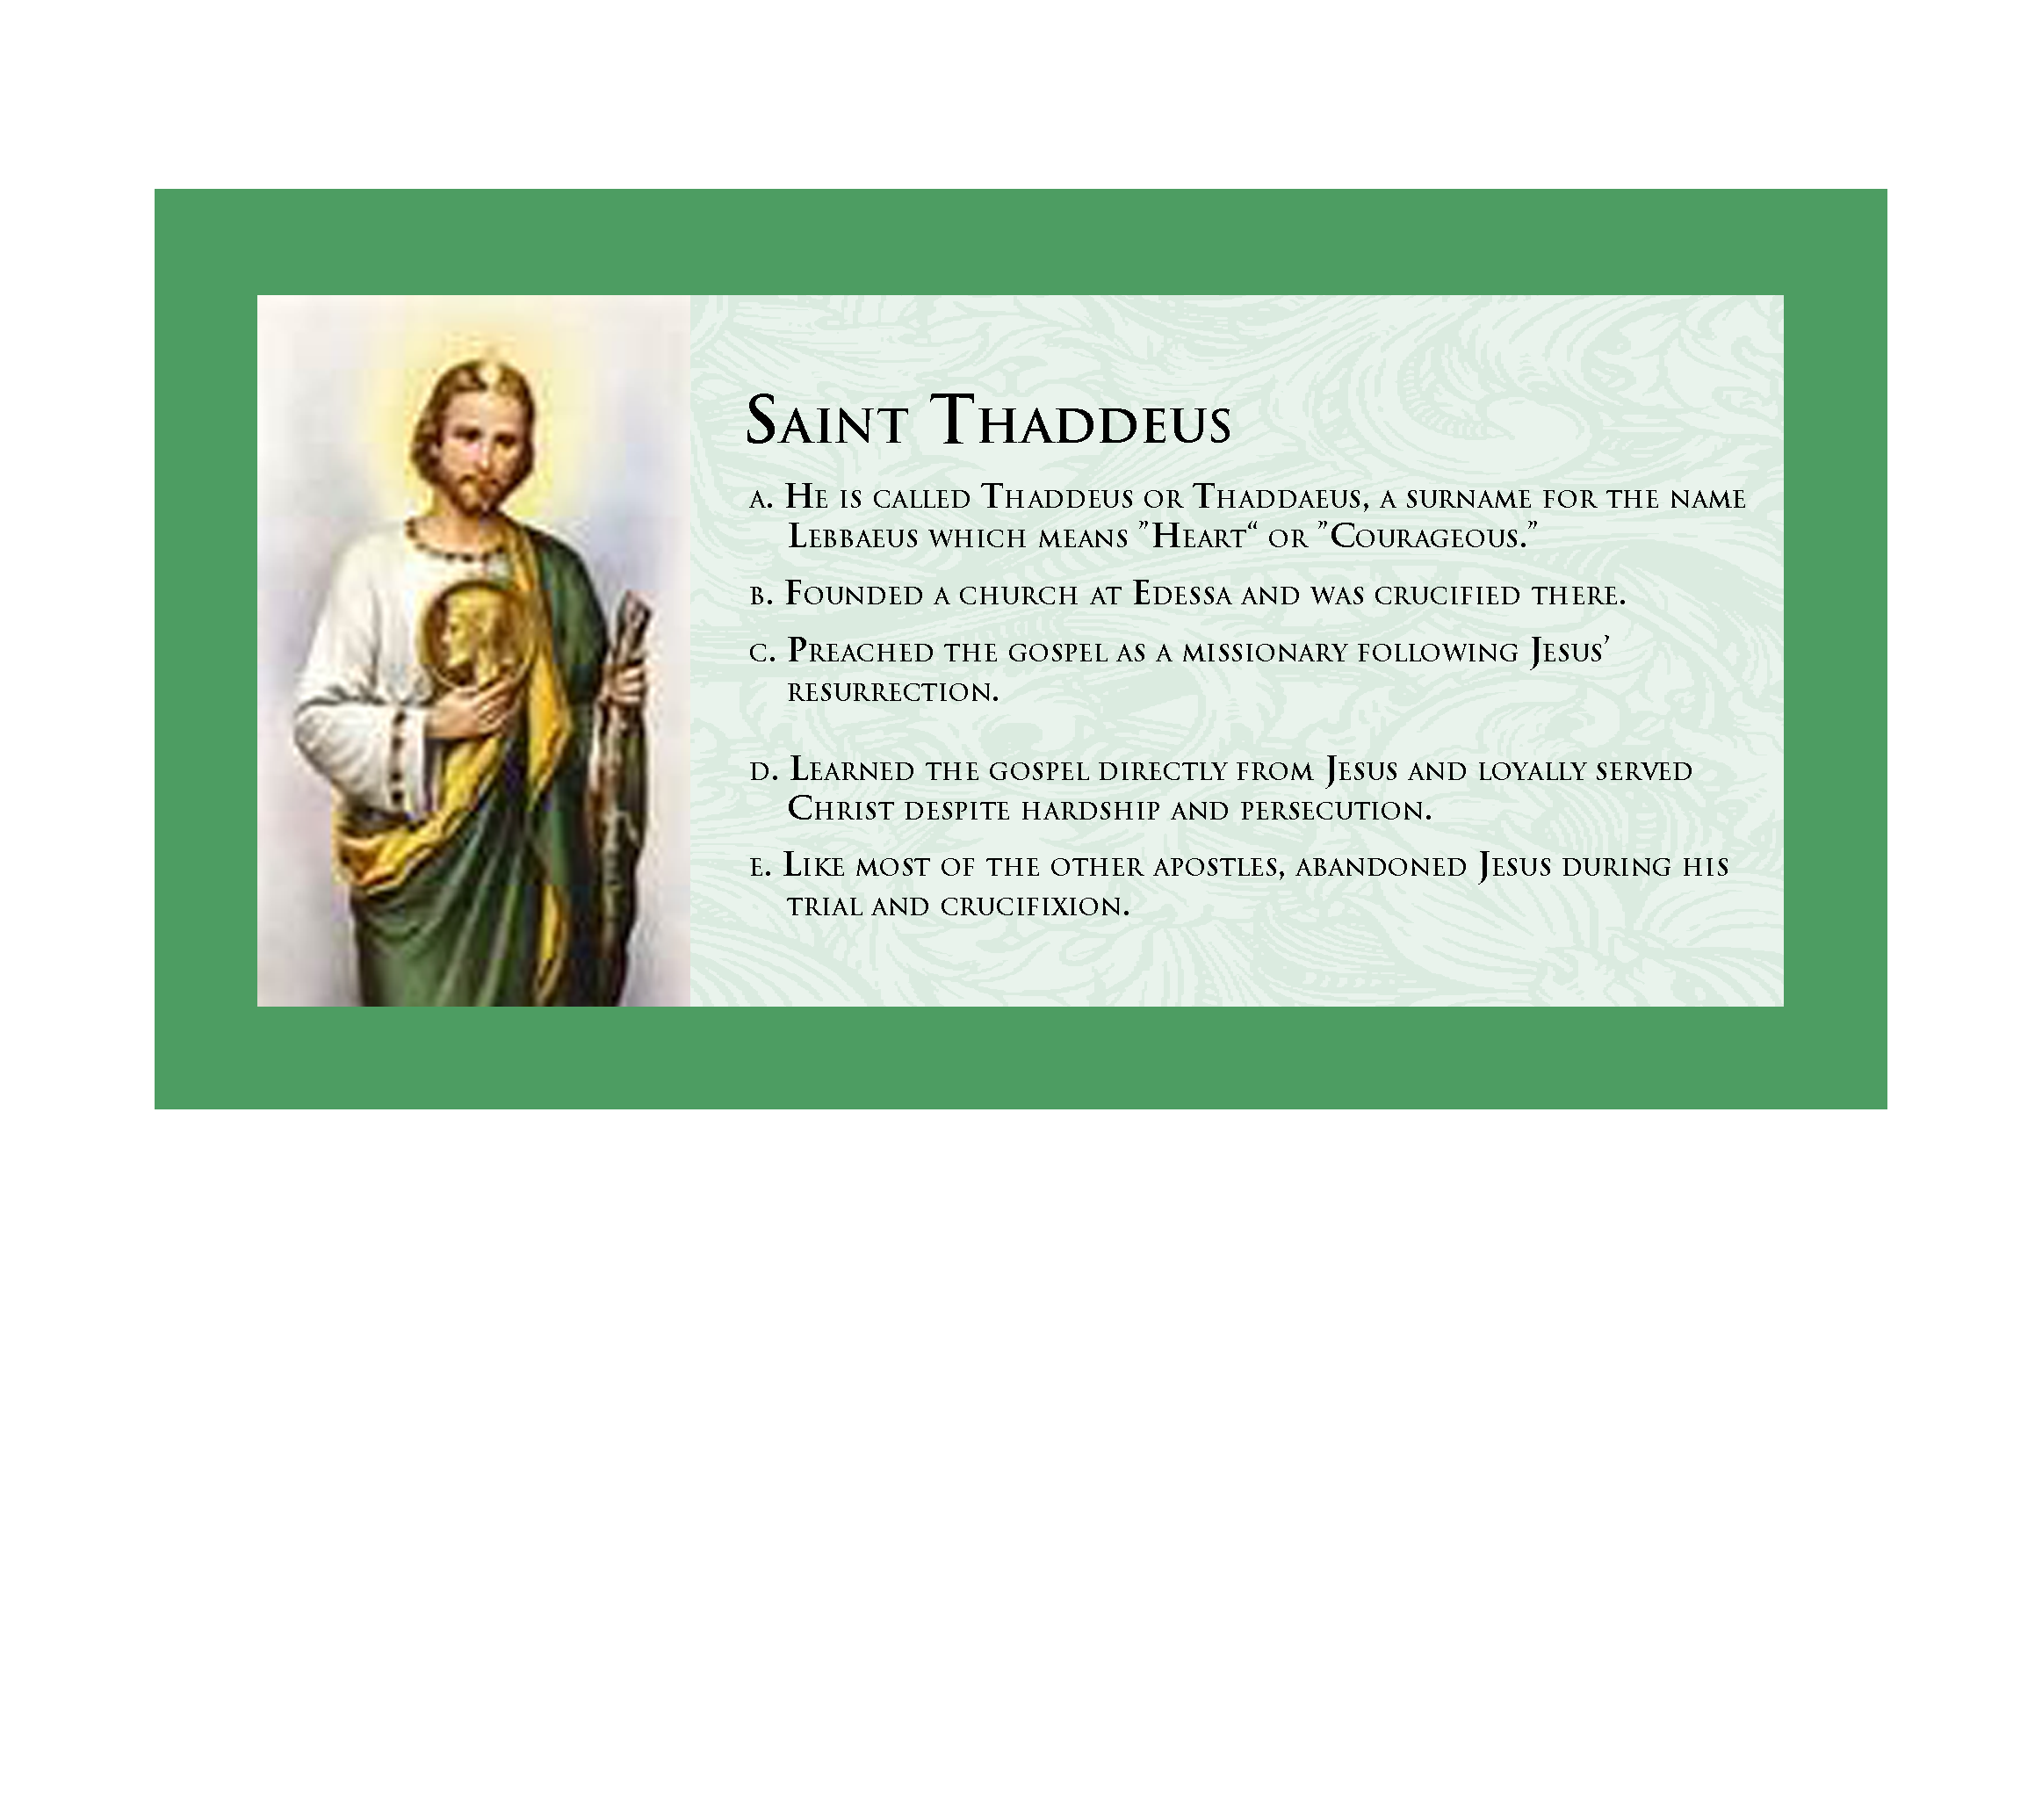 Saint Thaddeus
a. He is called Thaddeus or Thaddaeus, a surname for the name
Lebbaeus which means ”Heart“ or ”Courageous.”
b. Founded a church at Edessa and was crucified there.
c. Preached the gospel as a missionary following Jesus’
resurrection.
d. Learned the gospel directly from Jesus and loyally served
Christ despite hardship and persecution.
e. Like most of the other apostles, abandoned Jesus during his
trial and crucifixion.